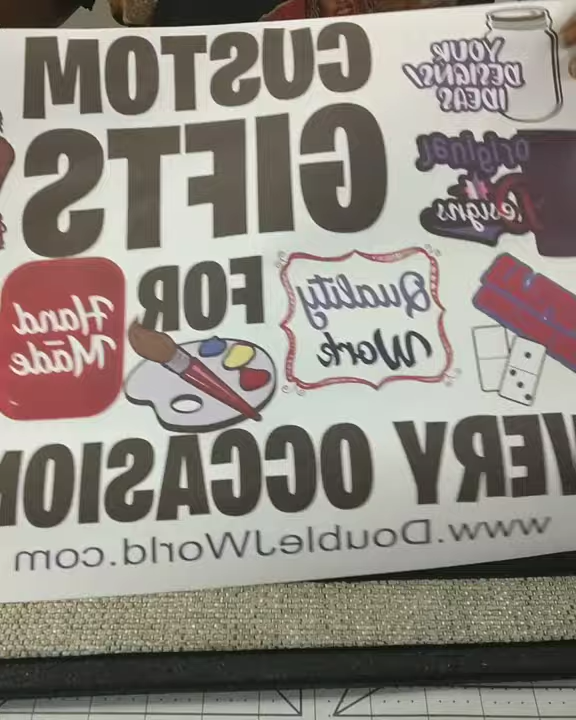 CUSTOM
GIFTS
FOR
VERY OCCASION
www.DoubleJWorld.com
YOUR
DESIGNS/
IDEAS
original
Designs
Quality
Work
Hand
Made